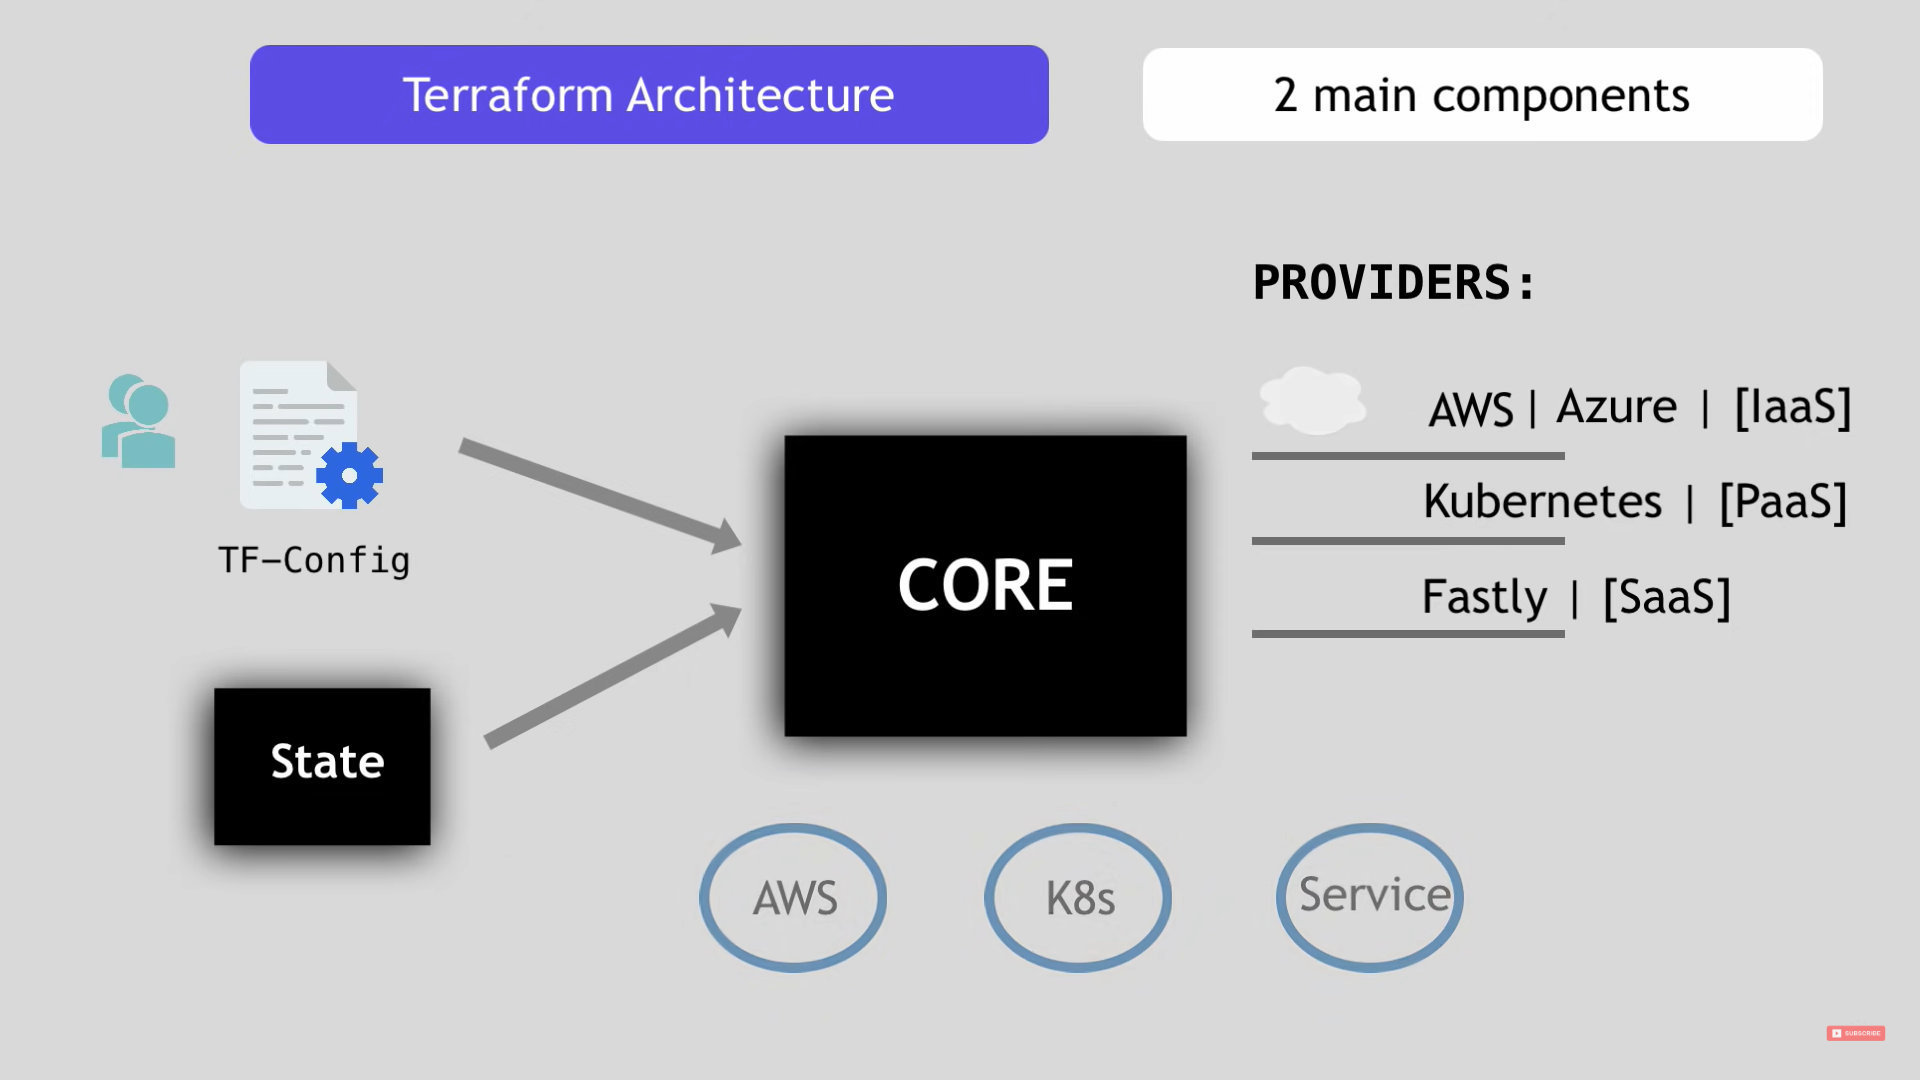 Terraform Architecture
2 main components
PROVIDERS:
AWS | Azure | [IaaS]
Kubernetes | [PaaS]
Fastly | [SaaS]
TF-Config
CORE
State
AWS
K8s
Service
SUBSCRIBE